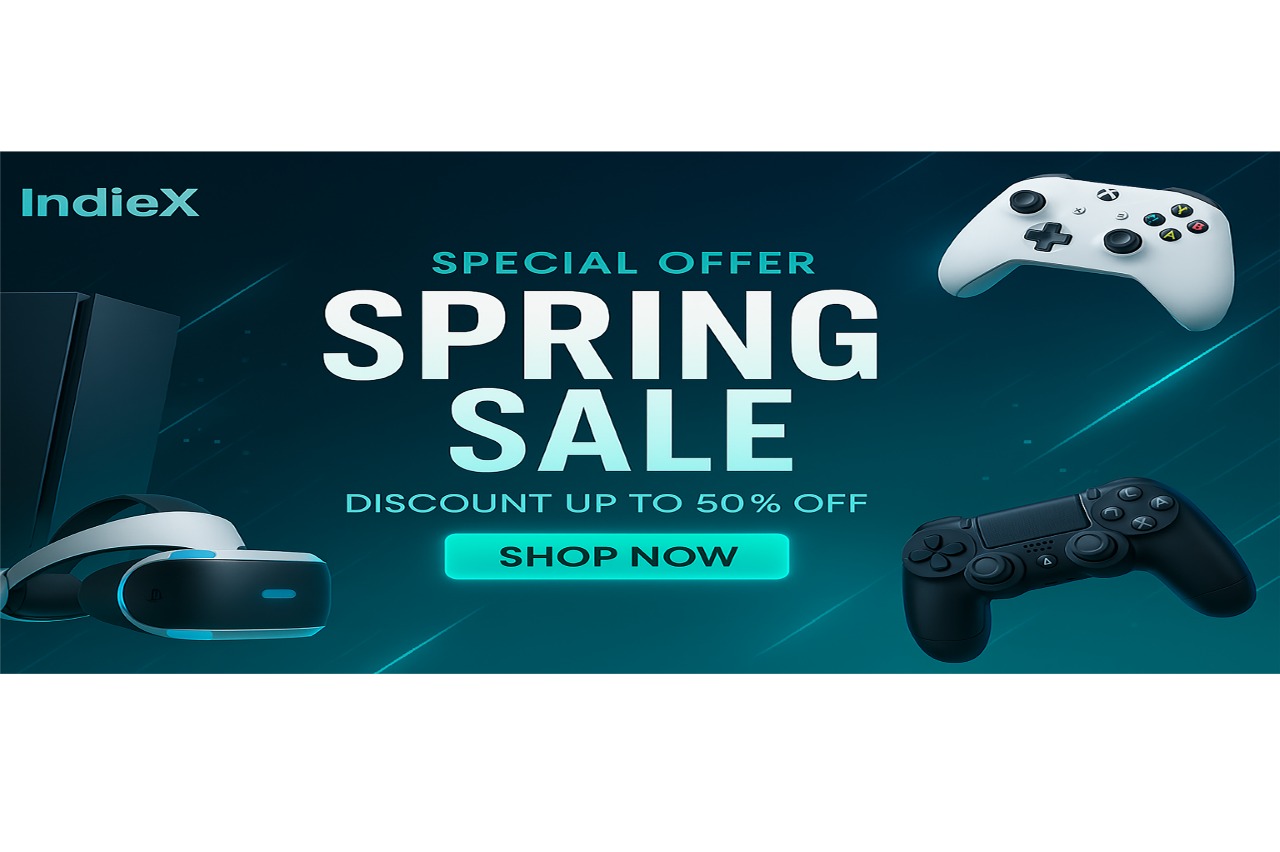 IndieX
SPECIAL OFFER
SPRING
SALE
DISCOUNT UP TO 50% OFF
SHOP NOW
Y
B
A